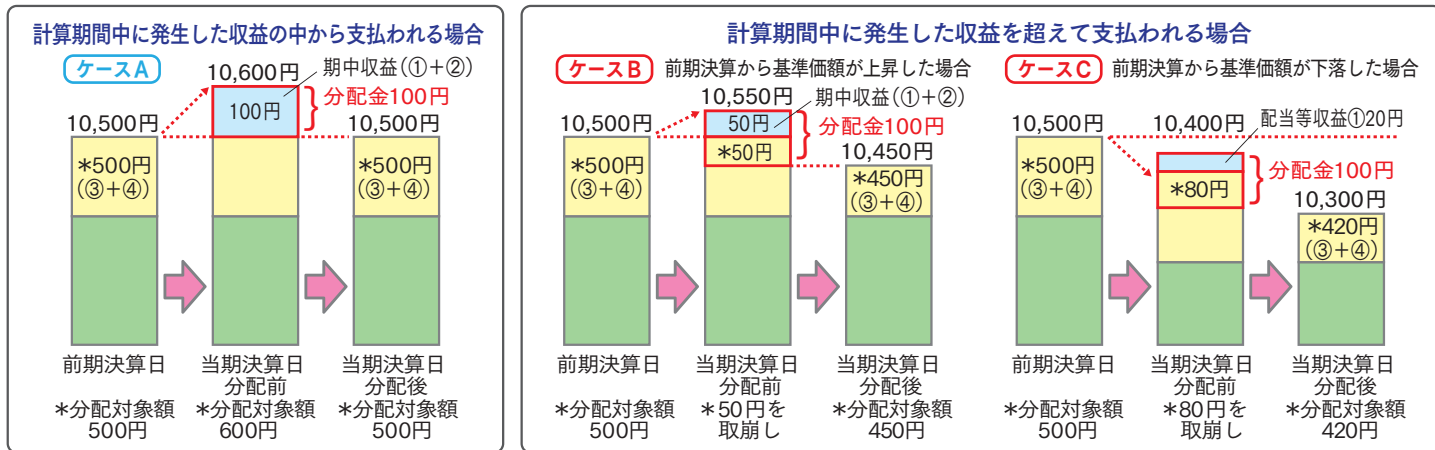 計算期間中に発生した収益の中から支払われる場合
ケースA
10,600円
期中収益(①+②)
100円
分配金100円
10,500円
10,500円
*500円
(③+④)
*500円
(③+④)
前期決算日
当期決算日
分配前
当期決算日
分配後
*分配対象額
500円
*分配対象額
600円
*分配対象額
500円
計算期間中に発生した収益を超えて支払われる場合
ケースB 前期決算から基準価額が上昇した場合
10,550円
期中収益(①+②)
10,500円
50円
分配金100円
*50円
10,450円
*500円
(③+④)
*450円
(③+④)
前期決算日
当期決算日
分配前
当期決算日
分配後
*分配対象額
500円
*50円を
取崩し
*分配対象額
450円
ケースC 前期決算から基準価額が下落した場合
配当等収益①20円
10,500円
10,400円
*500円
(③+④)
*80円
分配金100円
10,300円
*420円
(③+④)
前期決算日
当期決算日
分配前
当期決算日
分配後
*分配対象額
500円
*80円を
取崩し
*分配対象額
420円